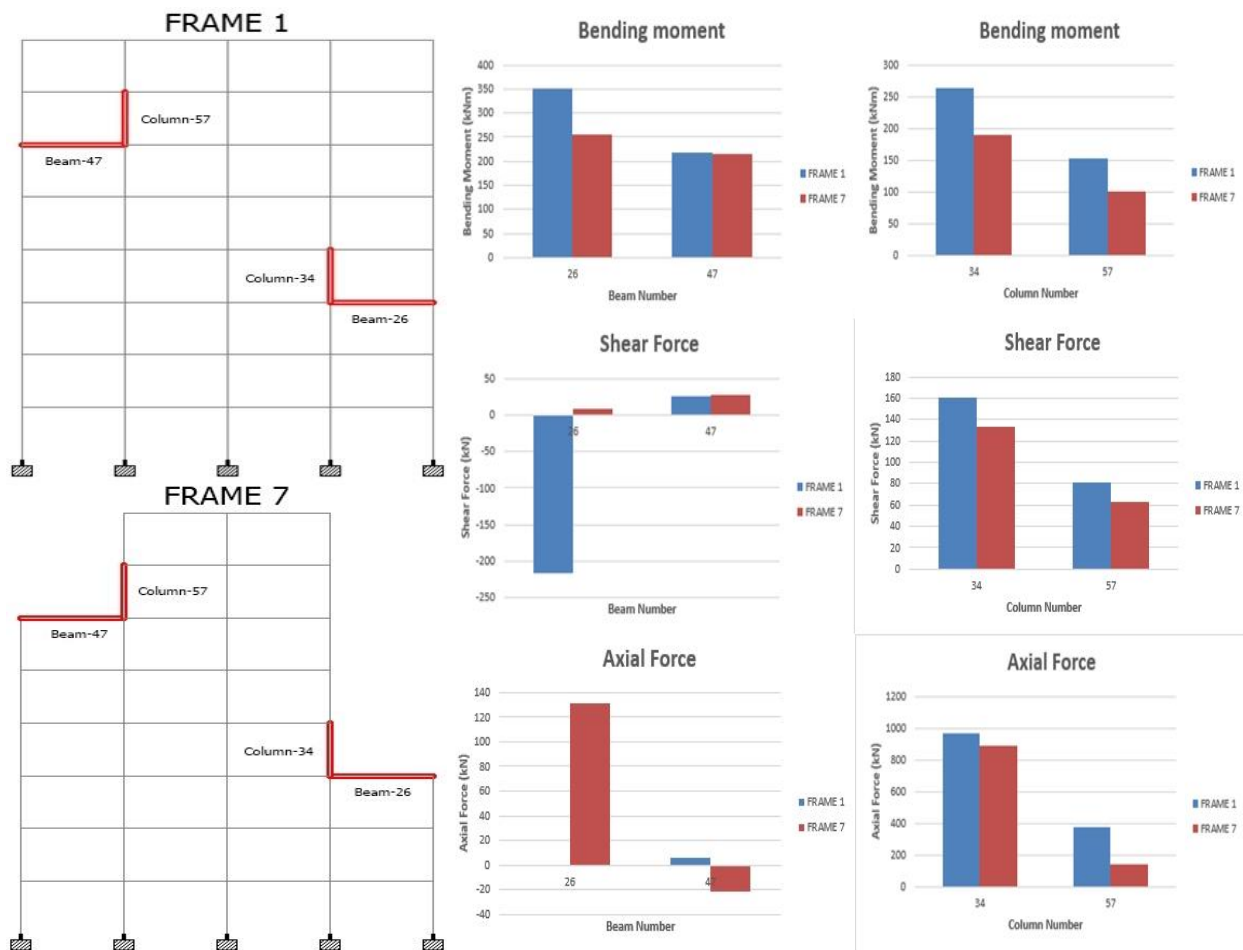 FRAME 1
Column-57
Beam-47
Column-34
Beam-26
FRAME 7
Column-57
Beam-47
Column-34
Beam-26
Bending moment
Bending Moment (kNm)
400
350
300
250
200
150
100
50
0
26 47
Beam Number
FRAME 1
FRAME 7
Bending moment
Bending Moment (kNm)
300
250
200
150
100
50
0
34 57
Column Number
FRAME 1
FRAME 7
Shear Force
Shear Force (kN)
50
0
-50
-100
-150
-200
-250
26 47
Beam Number
FRAME 1
FRAME 7
Shear Force
Shear Force (kN)
180
160
140
120
100
80
60
40
20
0
34 57
Column Number
FRAME 1
FRAME 7
Axial Force
Axial Force (kN)
140
120
100
80
60
40
20
0
-20
-40
26 47
Beam Number
FRAME 1
FRAME 7
Axial Force
Axial Force (kN)
1200
1000
800
600
400
200
0
34 57
Column Number
FRAME 1
FRAME 7